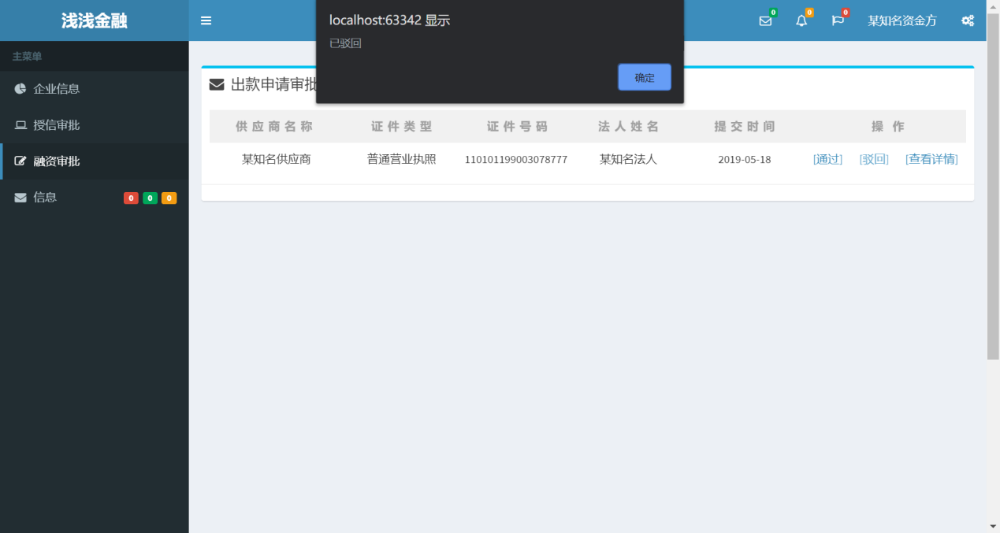 浅浅金融
localhost:63342 显示
已驳回
确定
0
0
0
某知名资金方
主菜单
企业信息
授信审批
融资审批
信息
0 0 0
出款申请审批
供应商名称 证件类型 证件号码 法人姓名 提交时间 操作
某知名供应商 普通营业执照 110101199003078777 某知名法人 2019-05-18 [通过] [驳回] [查看详情]